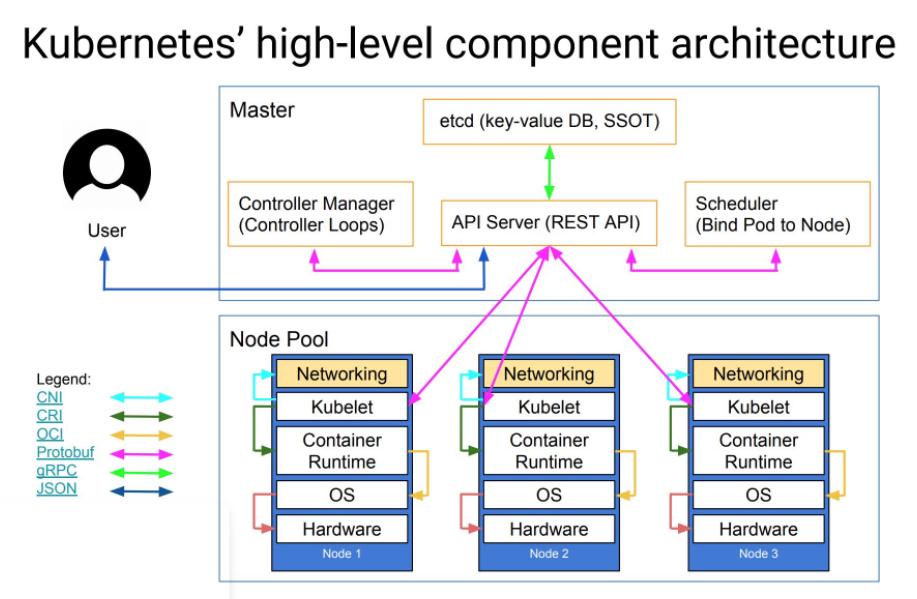 Kubernetes’ high-level component architecture
Master
etcd (key-value DB, SSOT)
User
Controller Manager
(Controller Loops)
API Server (REST API)
Scheduler
(Bind Pod to Node)
Node Pool
Legend:
CNI
CRI
OCI
Protobuf
gRPC
JSON
Networking
Kubelet
Container
Runtime
OS
Hardware
Node 1
Networking
Kubelet
Container
Runtime
OS
Hardware
Node 2
Networking
Kubelet
Container
Runtime
OS
Hardware
Node 3